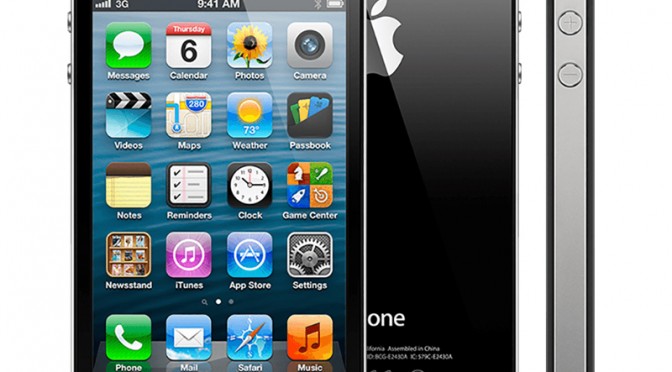 3G 9:41 AM
Thursday
6
Messages Calendar Photos Camera
280
73°
Videos Maps Weather Passbook
Notes Reminders Clock Game Center
Newsstand iTunes App Store Settings
Phone Mail Safari Music
one
alifornia Assembled in China
ID:BCG-E2430A IC: 579C-E2430A